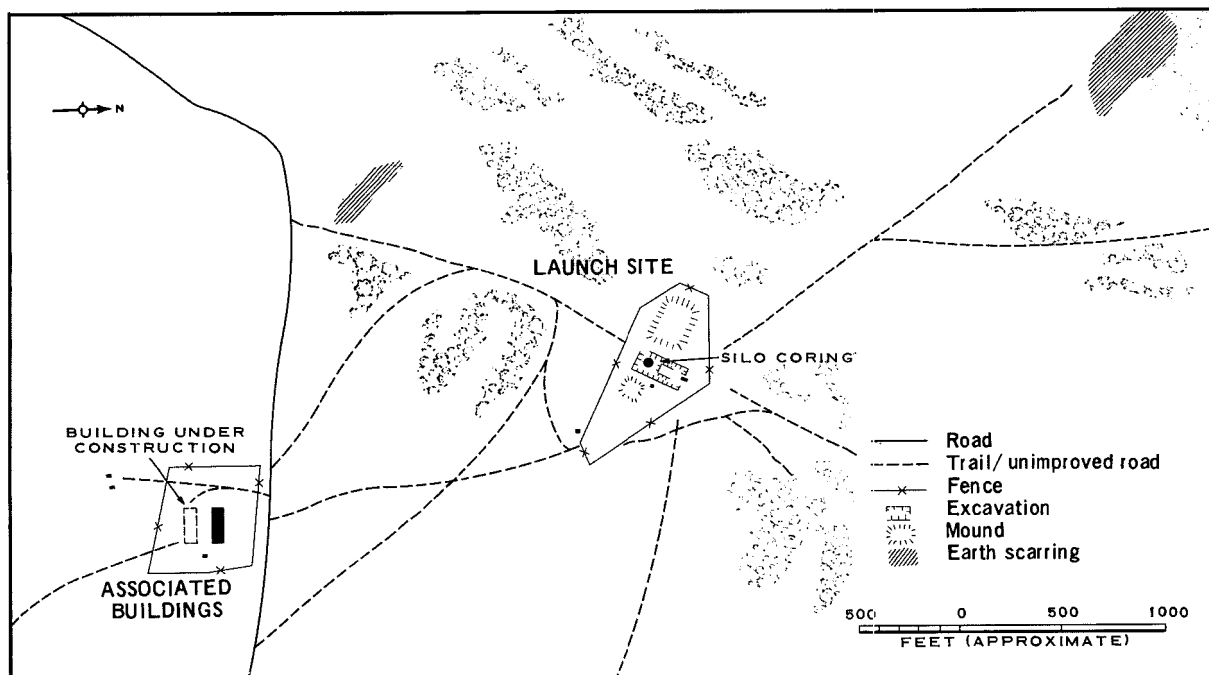 N
LAUNCH SITE
SILO CORING
BUILDING UNDER
CONSTRUCTION
ASSOCIATED
BUILDINGS
Road
Trail/unimproved road
Fence
Excavation
Mound
Earth scarring
500 0 500 1000
FEET (APPROXIMATE)